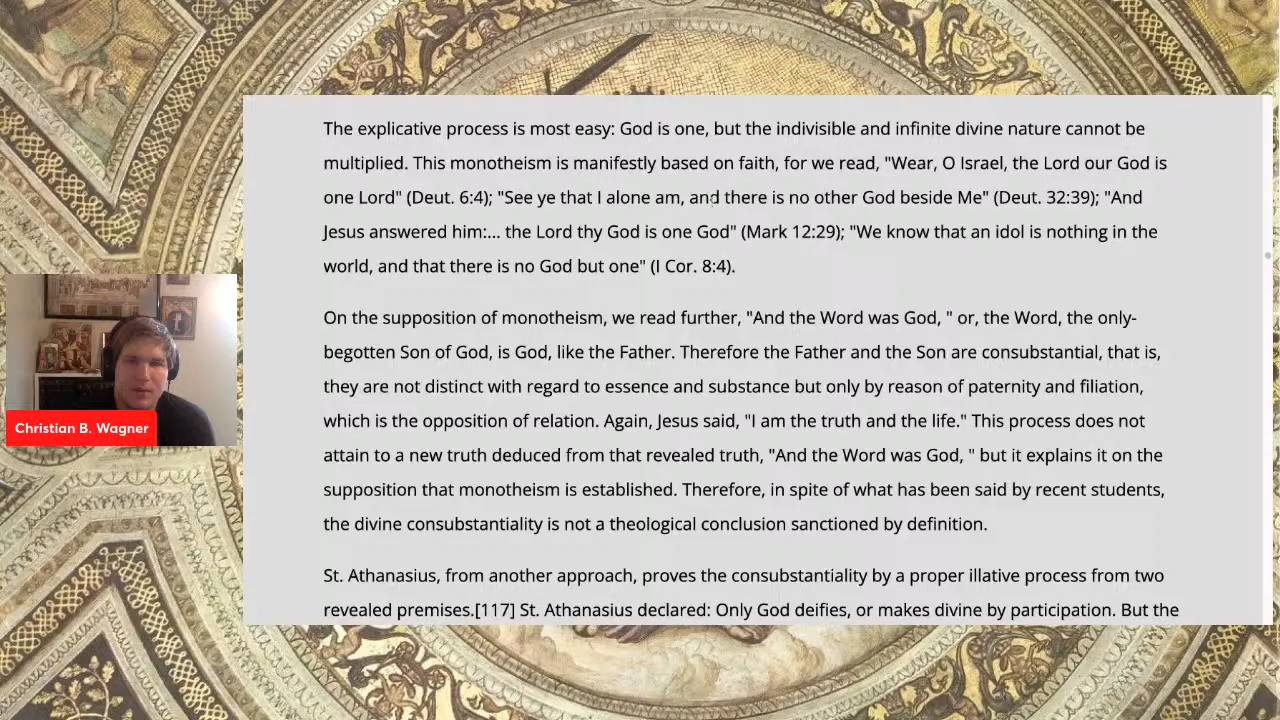 The explicative process is most easy: God is one, but the indivisible and infinite divine nature cannot be
multiplied. This monotheism is manifestly based on faith, for we read, "Wear, O Israel, the Lord our God is
one Lord" (Deut. 6:4); "See ye that I alone am, and there is no other God beside Me" (Deut. 32:39); "And
Jesus answered him:... the Lord thy God is one God" (Mark 12:29); "We know that an idol is nothing in the
world, and that there is no God but one" (I Cor. 8:4).
On the supposition of monotheism, we read further, "And the Word was God, " or, the Word, the only-
begotten Son of God, is God, like the Father. Therefore the Father and the Son are consubstantial, that is,
they are not distinct with regard to essence and substance but only by reason of paternity and filiation,
which is the opposition of relation. Again, Jesus said, "I am the truth and the life." This process does not
attain to a new truth deduced from that revealed truth, "And the Word was God, " but it explains it on the
supposition that monotheism is established. Therefore, in spite of what has been said by recent students,
the divine consubstantiality is not a theological conclusion sanctioned by definition.
St. Athanasius, from another approach, proves the consubstantiality by a proper illative process from two
revealed premises.[117] St. Athanasius declared: Only God deifies, or makes divine by participation. But the
Christian B. Wagner